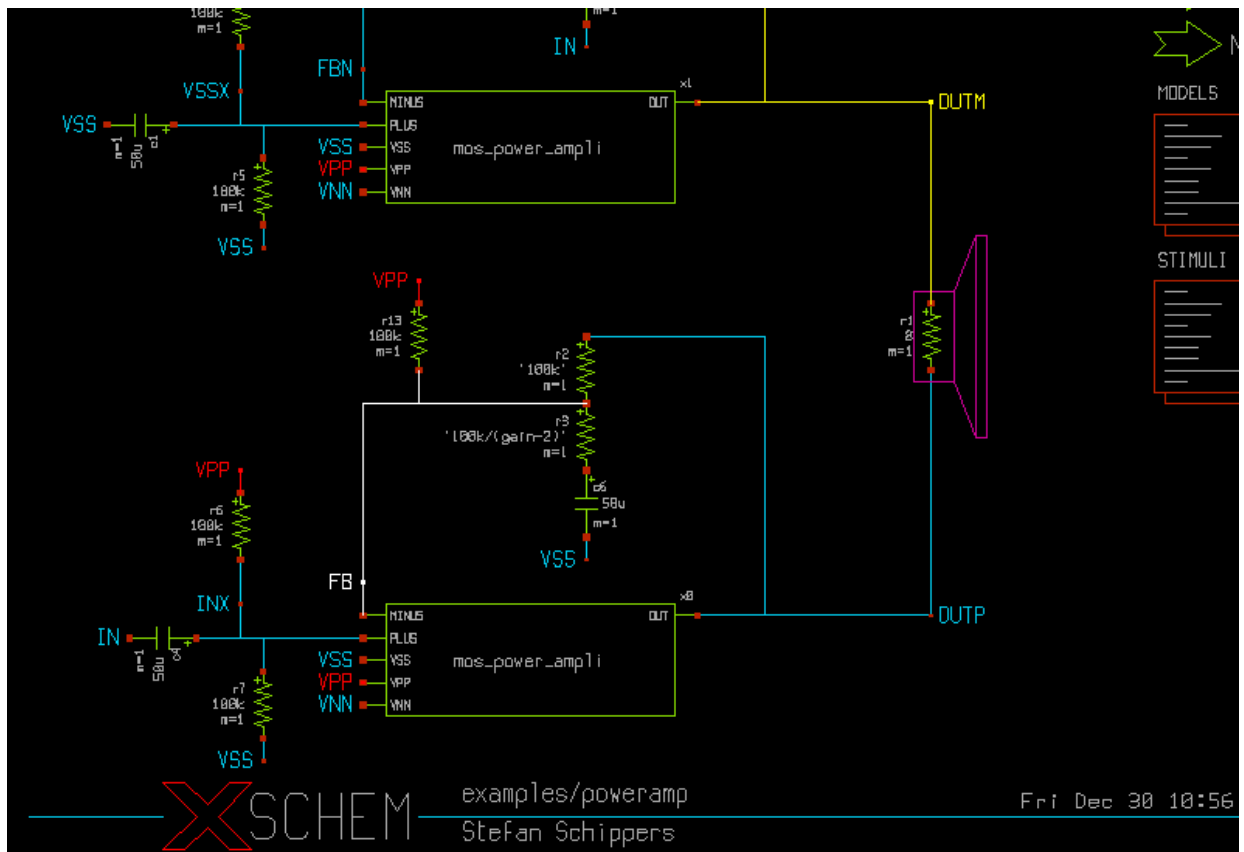 m=1
m=1
IN
FBN
VSSX
x1
MINUS
OUT
OUTM
MODELS
VSS
m=1
50u
c1
PLUS
VSS
VSS
mos_power_ampli
VPP
VPP
VNN
VNN
r5
100k
m=1
VSS
STIMULI
VPP
r13
100k
m=1
r1
8
m=1
r2
'100k'
m=1
r3
'100k/(gain-2)'
m=1
VPP
c6
50u
m=1
r6
100k
m=1
VSS
FB
x0
INX
MINUS
OUT
OUTP
IN
m=1
50u
c4
PLUS
VSS
VSS
mos_power_ampli
VPP
VPP
VNN
VNN
r7
100k
m=1
VSS
XSCHEM
examples/poweramp
Stefan Schippers
Fri Dec 30 10:56